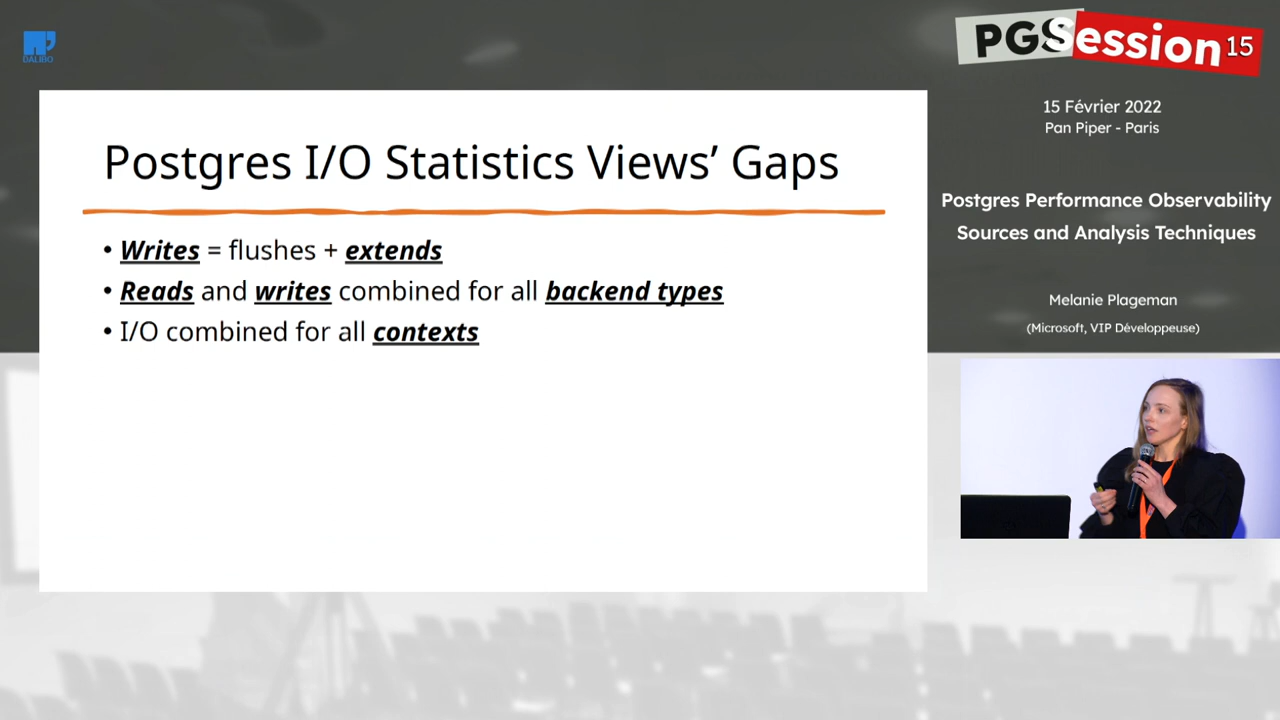 DALIBO
PGSession 15
15 Février 2022
Pan Piper - Paris
Postgres Performance Observability
Sources and Analysis Techniques
Melanie Plageman
(Microsoft, VIP Développeuse)
Postgres I/O Statistics Views’ Gaps
• Writes = flushes + extends
• Reads and writes combined for all backend types
• I/O combined for all contexts